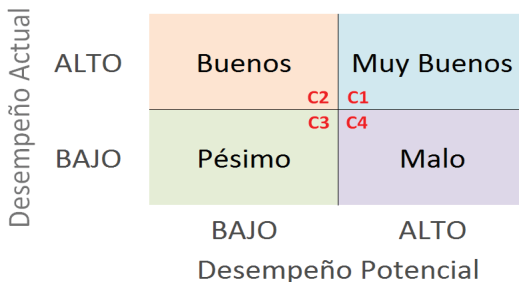 Desempeño Actual
ALTO
Buenos
Muy Buenos
C2
C1
C3
C4
BAJO
Pésimo
Malo
BAJO
ALTO
Desempeño Potencial